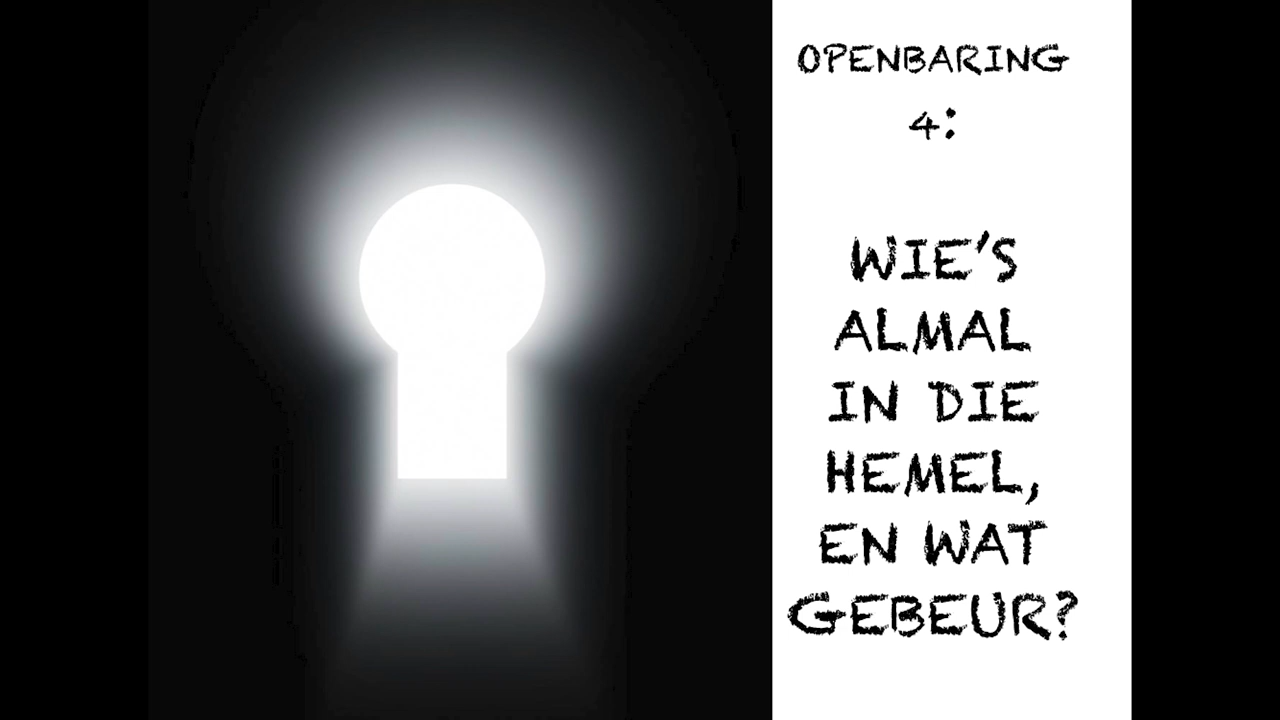 OPENBARING
4:
WIE'S
ALMAL
IN DIE
HEMEL,
EN WAT
GEBEUR?